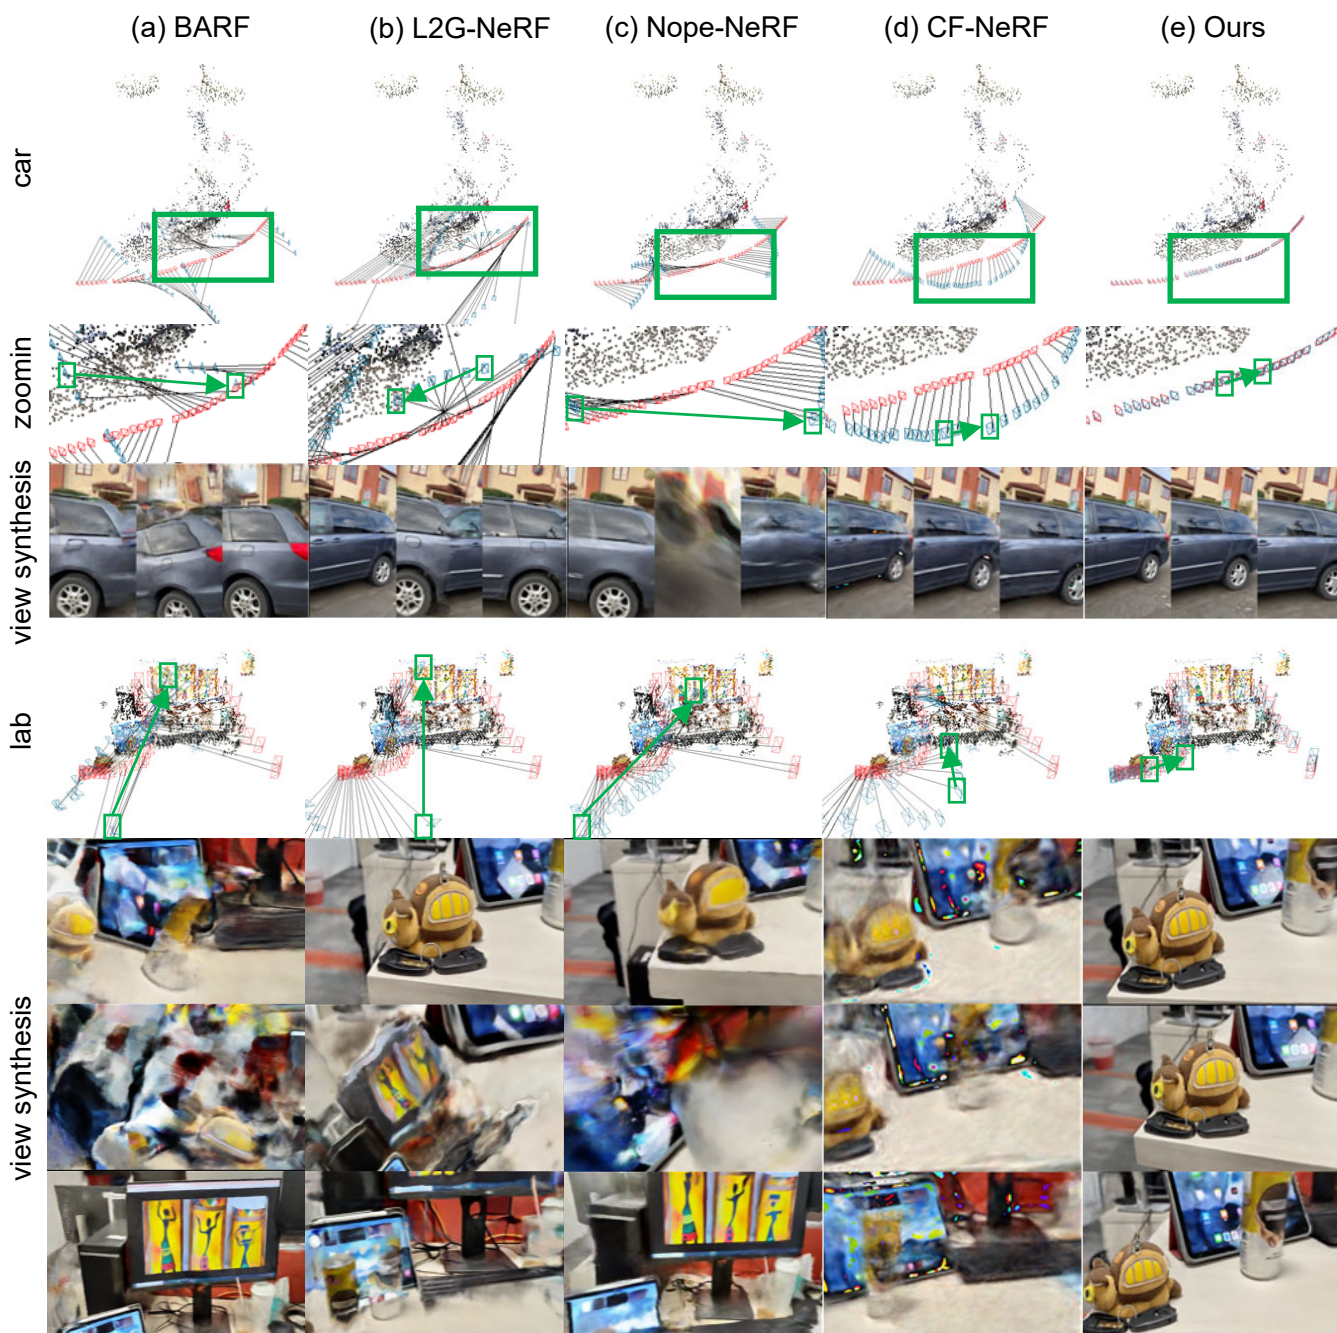 (a) BARF
(b) L2G-NeRF
(c) Nope-NeRF
(d) CF-NeRF
(e) Ours
car
zoomin
view synthesis
lab
view synthesis